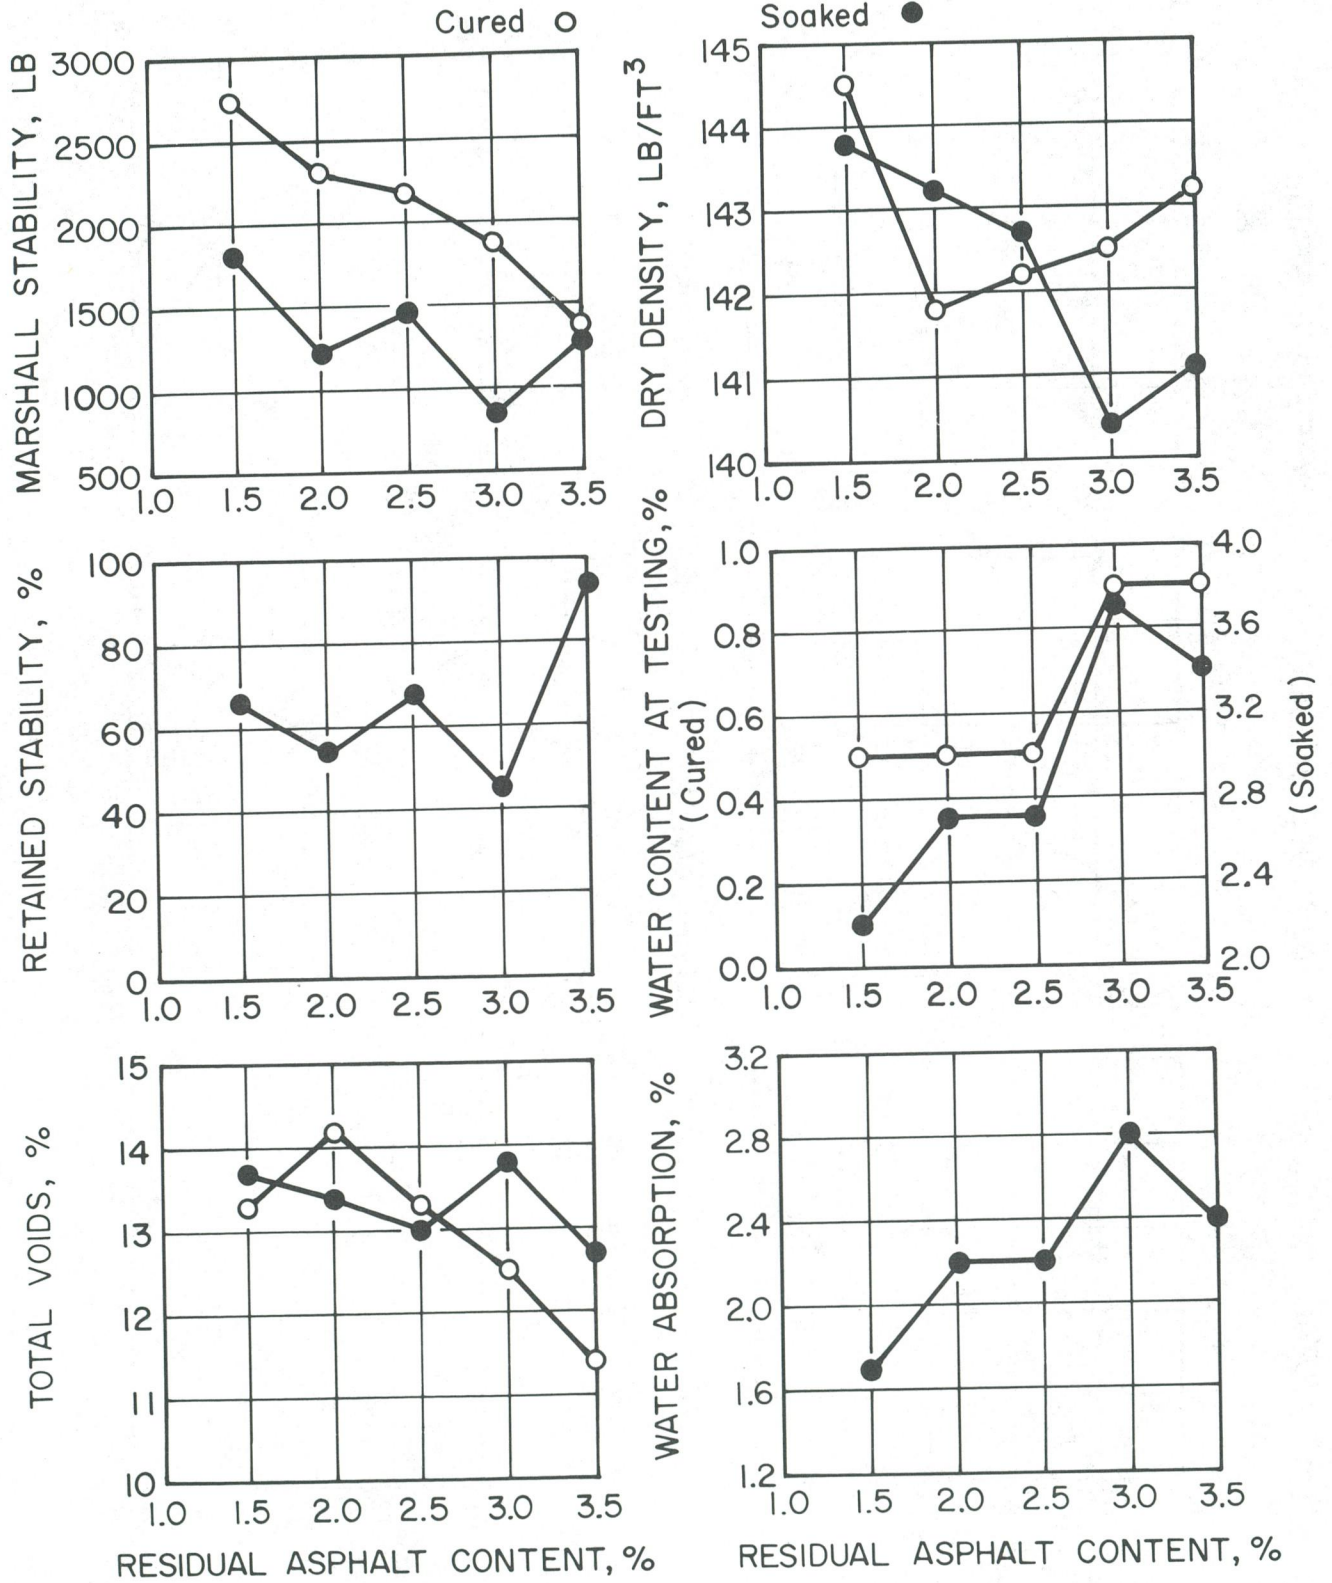 Cured
Soaked
MARSHALL STABILITY, LB
3000
2500
2000
1500
1000
500
1.0 1.5 2.0 2.5 3.0 3.5
DRY DENSITY, LB/FT³
145
144
143
142
141
140
1.0 1.5 2.0 2.5 3.0 3.5
RETAINED STABILITY, %
100
80
60
40
20
0
1.0 1.5 2.0 2.5 3.0 3.5
WATER CONTENT AT TESTING,%
(Cured)
1.0
0.8
0.6
0.4
0.2
0.0
4.0
3.6
3.2
2.8
2.4
2.0
(Soaked)
1.0 1.5 2.0 2.5 3.0 3.5
TOTAL VOIDS, %
15
14
13
12
11
10
1.0 1.5 2.0 2.5 3.0 3.5
RESIDUAL ASPHALT CONTENT, %
WATER ABSORPTION, %
3.2
2.8
2.4
2.0
1.6
1.2
1.0 1.5 2.0 2.5 3.0 3.5
RESIDUAL ASPHALT CONTENT, %